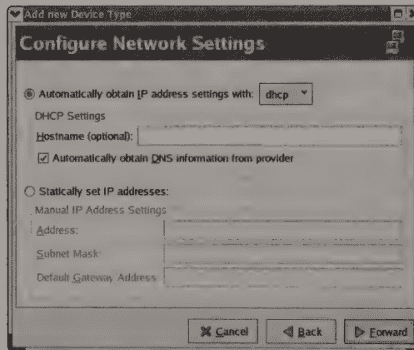 Add new Device Type
Configure Network Settings
Automatically obtain IP address settings with: dhcp
DHCP Settings
Hostname (optional):
Automatically obtain DNS information from provider
Statically set IP addresses:
Manual IP Address Settings
Address:
Subnet Mask:
Default Gateway Address
Cancel Back Forward